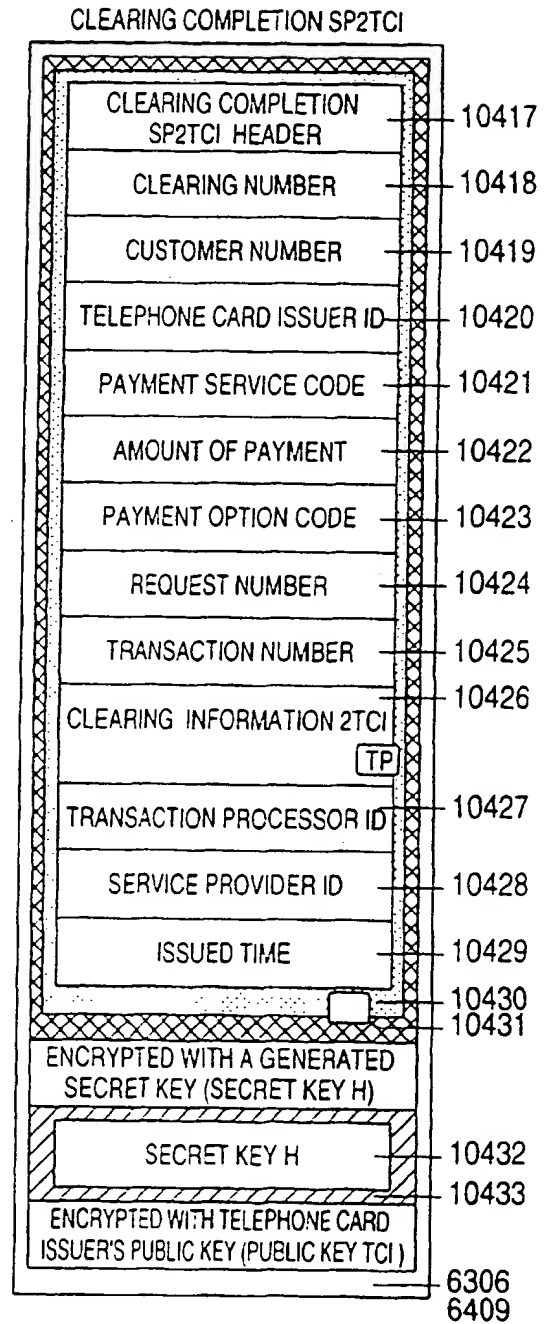 CLEARING COMPLETION SP2TCI
CLEARING COMPLETION
SP2TCI HEADER
10417
CLEARING NUMBER
10418
CUSTOMER NUMBER
10419
TELEPHONE CARD ISSUER ID
10420
PAYMENT SERVICE CODE
10421
AMOUNT OF PAYMENT
10422
PAYMENT OPTION CODE
10423
REQUEST NUMBER
10424
TRANSACTION NUMBER
10425
10426
CLEARING INFORMATION 2TCI
TP
TRANSACTION PROCESSOR ID
10427
SERVICE PROVIDER ID
10428
ISSUED TIME
10429
10430
10431
ENCRYPTED WITH A GENERATED
SECRET KEY (SECRET KEY H)
SECRET KEY H
10432
10433
ENCRYPTED WITH TELEPHONE CARD
ISSUER'S PUBLIC KEY (PUBLIC KEY TCI)
6306
6409